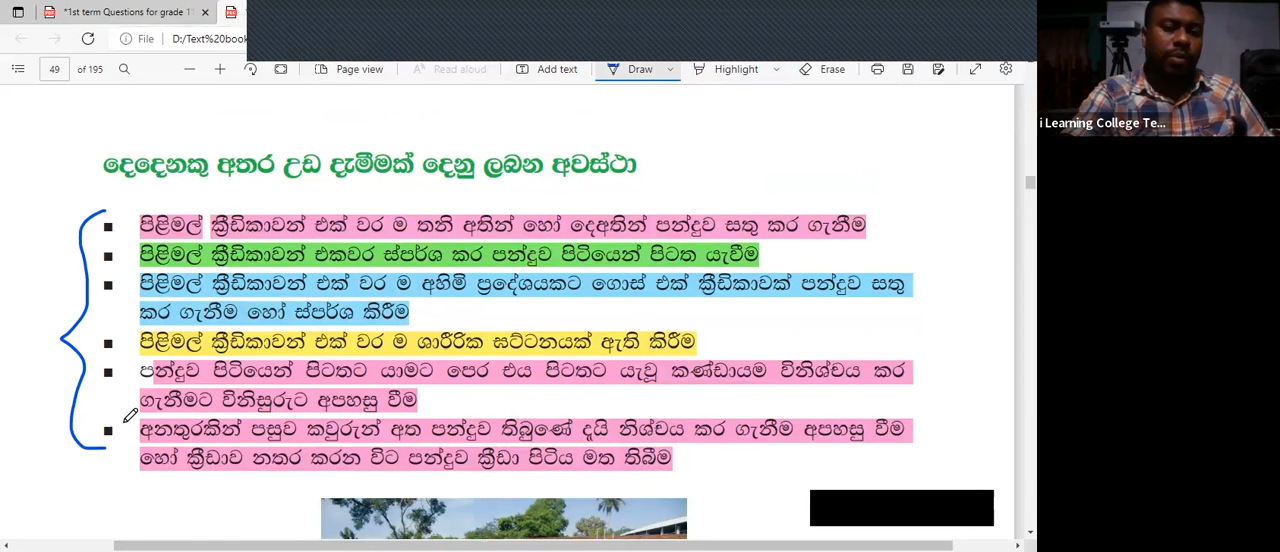 *1st term Questions for grade 1
File D:/Text%20book
49 of 195 Page view Read aloud Add text Draw Highlight Erase
i Learning College Te...
දෙදෙනකු අතර උඩ දැමීමක් දෙනු ලබන අවස්ථා
පිළිමල් ක්‍රීඩිකාවන් එක් වර ම තනි අතින් හෝ දෙඅතින් පන්දුව සතු කර ගැනීම
පිළිමල් ක්‍රීඩිකාවන් එකවර ස්පර්ශ කර පන්දුව පිටියෙන් පිටත යැවීම
පිළිමල් ක්‍රීඩිකාවන් එක් වර ම අහිමි ප්‍රදේශයකට ගොස් එක් ක්‍රීඩිකාවක් පන්දුව සතු
කර ගැනීම හෝ ස්පර්ශ කිරීම
පිළිමල් ක්‍රීඩිකාවන් එක් වර ම ශාරීරික ඝට්ටනයක් ඇති කිරීම
පන්දුව පිටියෙන් පිටතට යාමට පෙර එය පිටතට යැවූ කණ්ඩායම විනිශ්චය කර
ගැනීමට විනිසුරුට අපහසු වීම
අනතුරකින් පසුව කවුරුන් අත පන්දුව තිබුණේ දැයි නිශ්චය කර ගැනීම අපහසු වීම
හෝ ක්‍රීඩාව නතර කරන විට පන්දුව ක්‍රීඩා පිටිය මත තිබීම